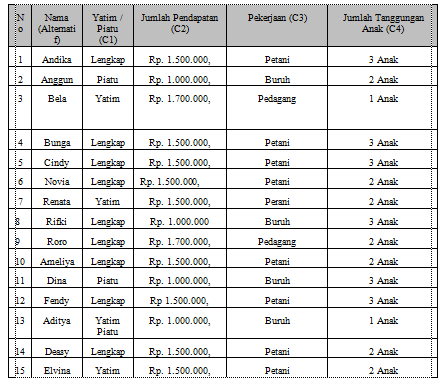 N o Nama (Alternati f) Yatim / Piatu (C1) Jumlah Pendapatan (C2) Pekerjaan (C3) Jumlah Tanggungan Anak (C4)
1 Andika Lengkap Rp. 1.500.000, Petani 3 Anak
2 Anggun Piatu Rp. 1.000.000, Buruh 2 Anak
3 Bela Yatim Rp. 1.700.000, Pedagang 1 Anak
4 Bunga Lengkap Rp. 1.500.000, Petani 3 Anak
5 Cindy Lengkap Rp. 1.500.000, Petani 3 Anak
6 Novia Lengkap Rp. 1.500.000, Petani 2 Anak
7 Renata Yatim Rp. 1.500.000, Perani 2 Anak
8 Rifki Lengkap Rp. 1.000.000 Buruh 3 Anak
9 Roro Lengkap Rp. 1.700.000, Pedagang 2 Anak
10 Ameliya Lengkap Rp. 1.500.000, Petani 2 Anak
11 Dina Piatu Rp. 1.000.000, Buruh 3 Anak
12 Fendy Lengkap Rp 1.500.000, Petani 3 Anak
13 Aditya Yatim Piatu Rp. 1.000.000, Buruh 1 Anak
14 Deasy Lengkap Rp. 1.500.000, Petani 2 Anak
15 Elvina Yatim Rp. 1.500.000, Petani 2 Anak